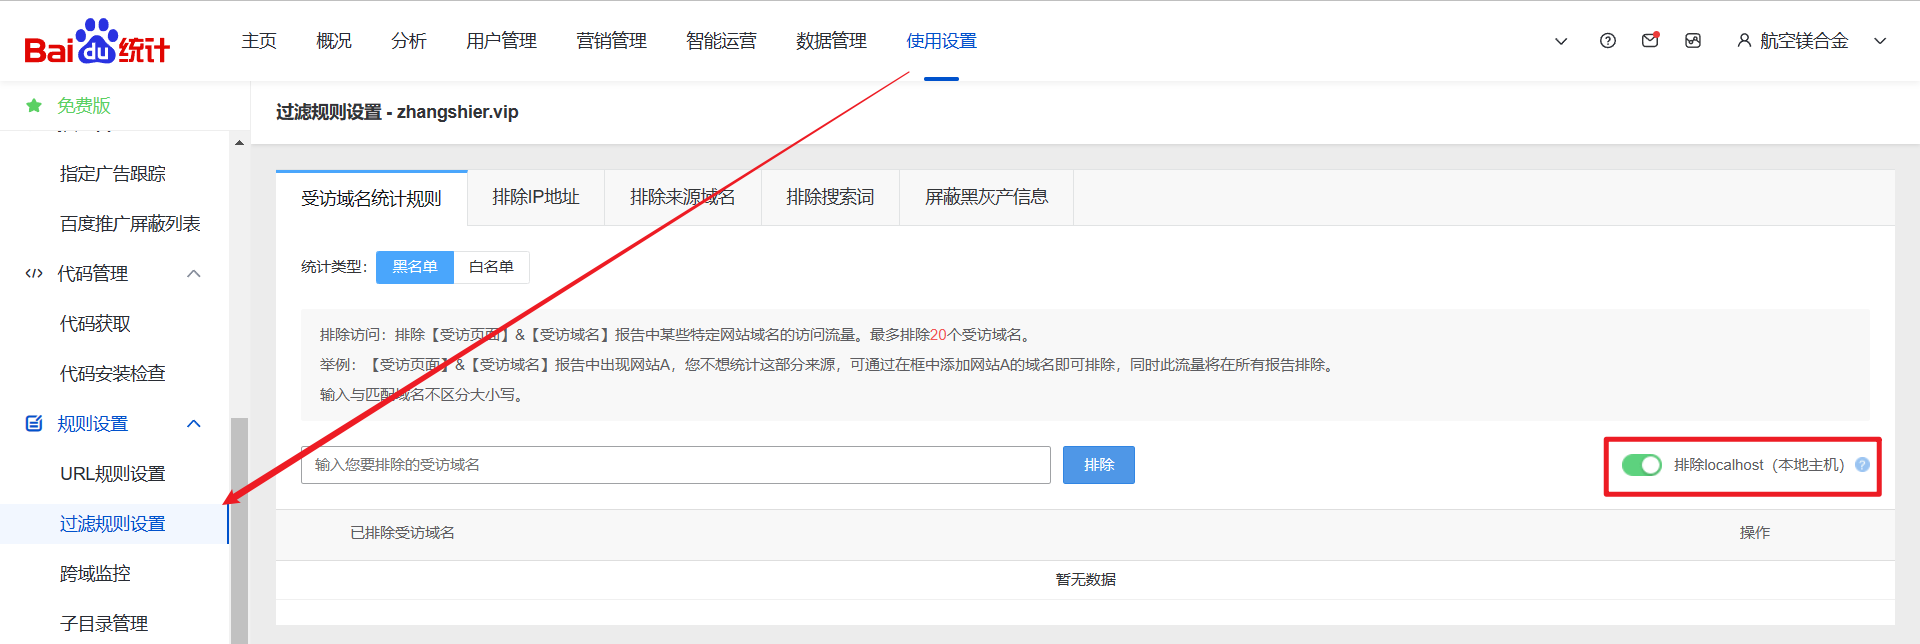 Bai du 统计
主页 概况 分析 用户管理 营销管理 智能运营 数据管理 使用设置 航空镁合金
免费版
过滤规则设置 - zhangshier.vip
指定广告跟踪
百度推广屏蔽列表
</> 代码管理
代码获取
代码安装检查
规则设置
URL规则设置
过滤规则设置
跨域监控
子目录管理
受访域名统计规则 排除IP地址 排除来源域名 排除搜索词 屏蔽黑灰产信息
统计类型： 黑名单 白名单
排除访问：排除【受访页面】&【受访域名】报告中某些特定网站域名的访问流量。最多排除20个受访域名。
举例：【受访页面】&【受访域名】报告中出现网站A，您不想统计这部分来源，可通过在框中添加网站A的域名即可排除，同时此流量将在所有报告排除。
输入与匹配域名不区分大小写。
输入您要排除的受访域名 排除 排除localhost（本地主机） ?
已排除受访域名 操作
暂无数据